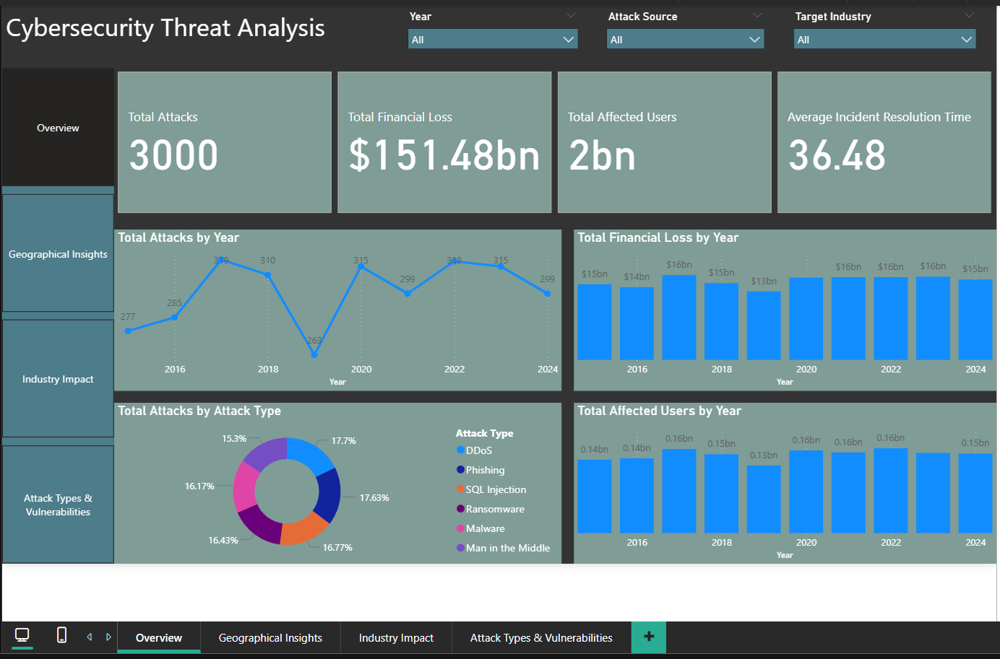 Cybersecurity Threat Analysis
Year
All
Attack Source
All
Target Industry
All
Overview
Geographical Insights
Industry Impact
Attack Types &
Vulnerabilities
Total Attacks
3000
Total Financial Loss
$151.48bn
Total Affected Users
2bn
Average Incident Resolution Time
36.48
Total Attacks by Year
277
285
319
310
263
315
299
318
315
299
2016 2018 2020 2022 2024
Year
Total Financial Loss by Year
$15bn $14bn $16bn $15bn $13bn $16bn $16bn $16bn $15bn
2016 2018 2020 2022 2024
Year
Total Attacks by Attack Type
15.3%
17.7%
16.17%
17.63%
16.43%
16.77%
Attack Type
DDoS
Phishing
SQL Injection
Ransomware
Malware
Man in the Middle
Total Affected Users by Year
0.14bn 0.14bn 0.16bn 0.15bn 0.13bn 0.16bn 0.16bn 0.16bn 0.15bn
2016 2018 2020 2022 2024
Year
Overview Geographical Insights Industry Impact Attack Types & Vulnerabilities +